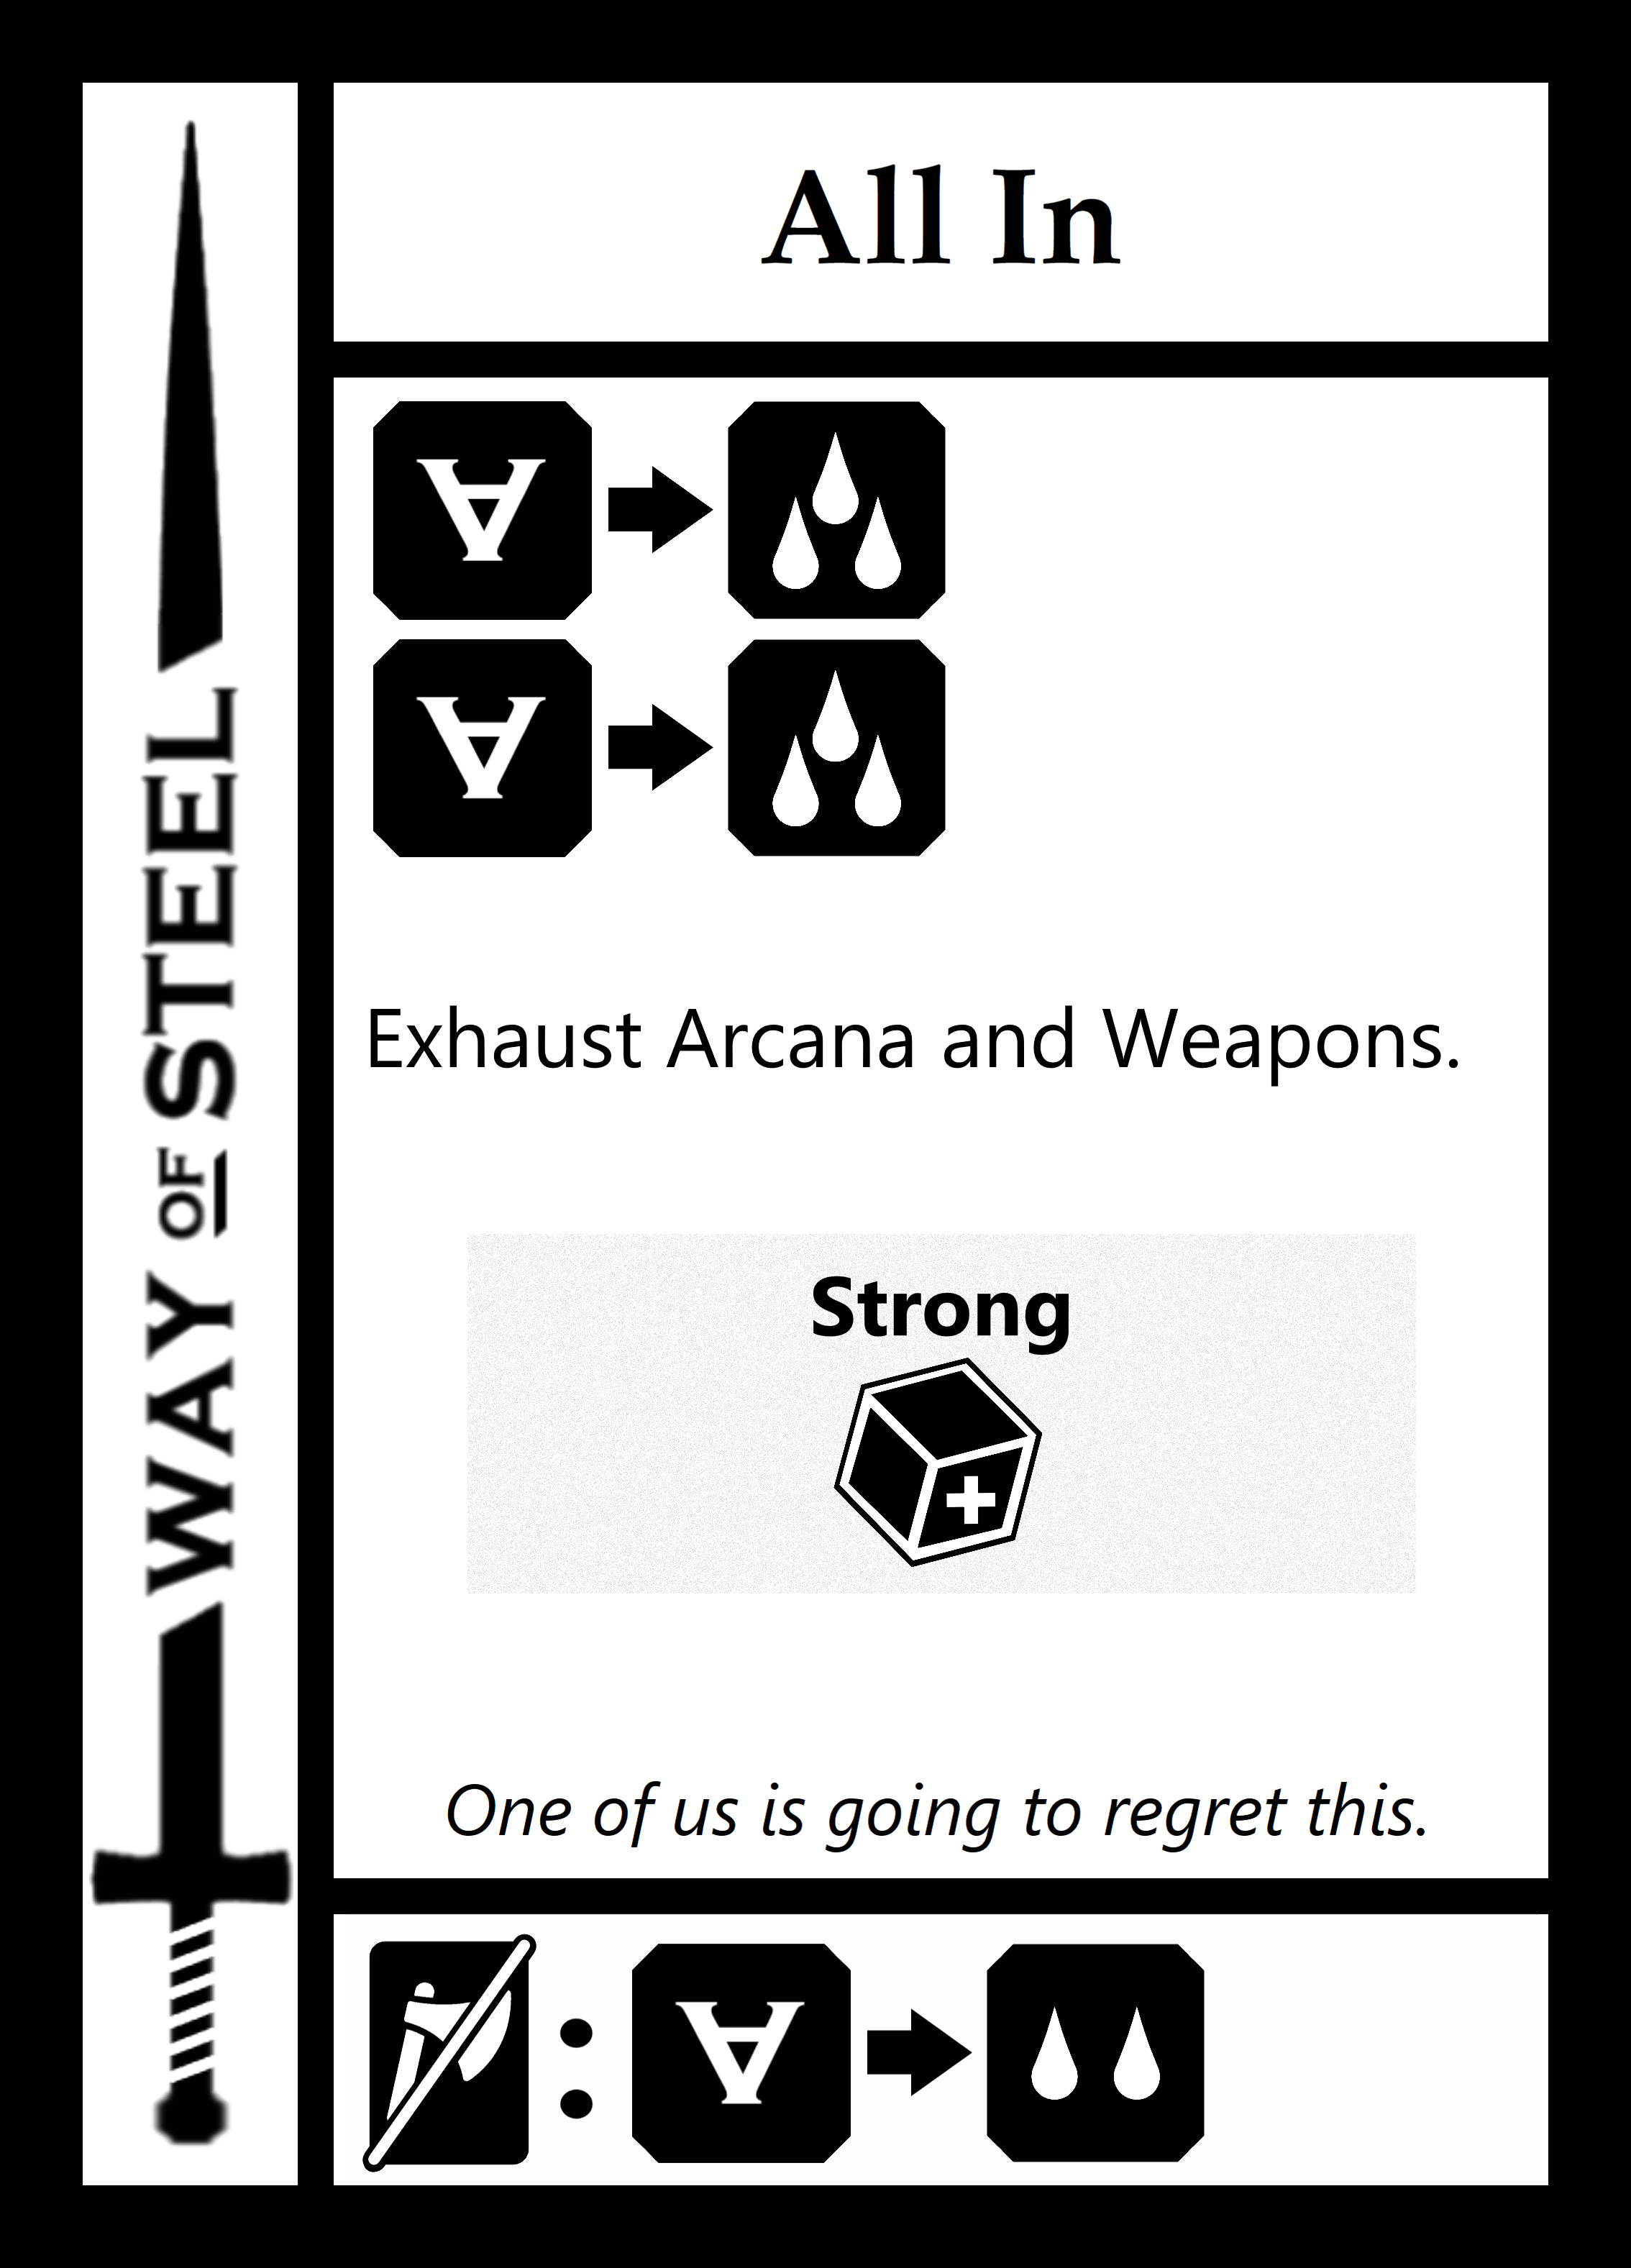 WAY OF STEEL
All In
∀
∀
Exhaust Arcana and Weapons.
Strong
One of us is going to regret this.
: ∀